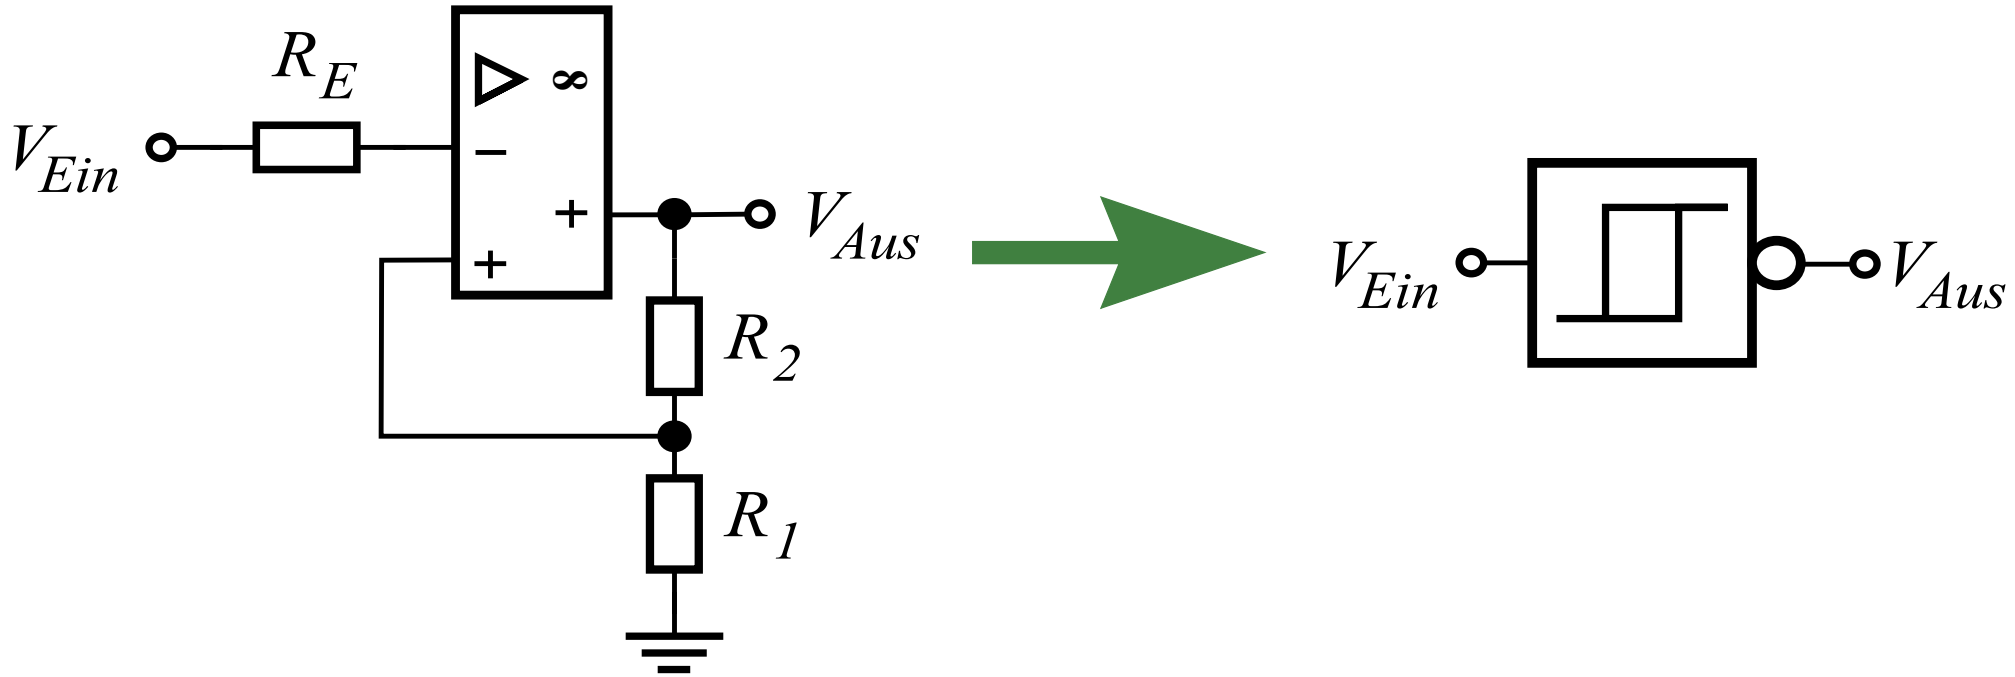 R_E
∞
V_Ein
−
+
V_Aus
+
R_2
R_1
V_Ein
V_Aus